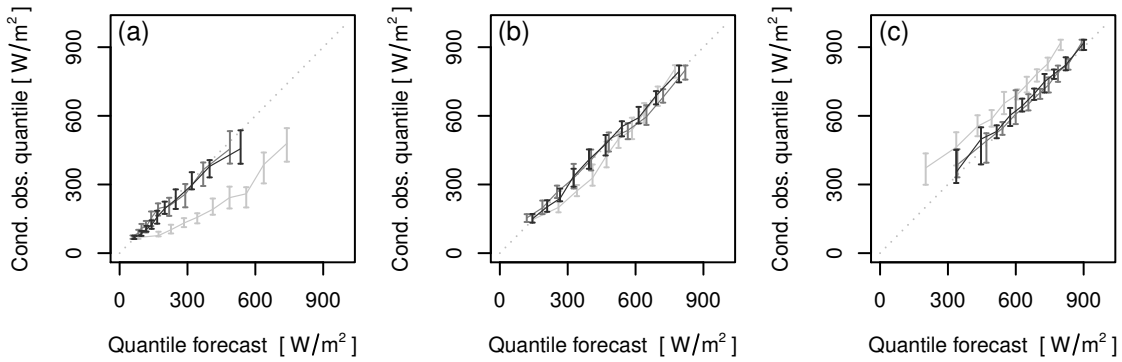 (a)
Cond. obs. quantile [ W/m² ]
900
600
300
0
0 300 600 900
Quantile forecast [ W/m² ]
(b)
Cond. obs. quantile [ W/m² ]
900
600
300
0
0 300 600 900
Quantile forecast [ W/m² ]
(c)
Cond. obs. quantile [ W/m² ]
900
600
300
0
0 300 600 900
Quantile forecast [ W/m² ]